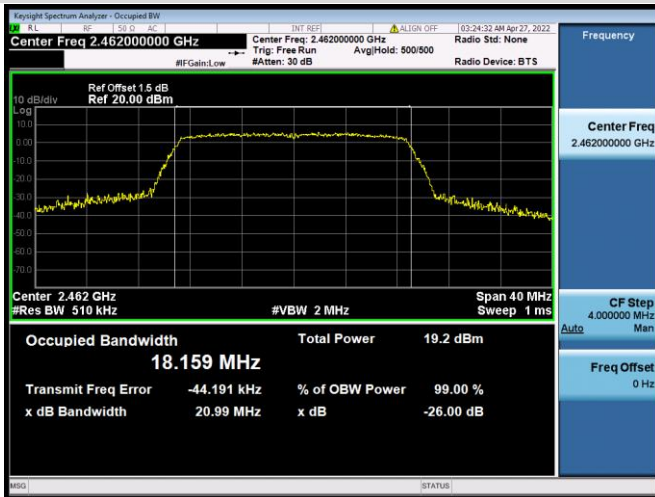 Keysight Spectrum Analyzer - Occupied BW
RL RF 50 Ω AC INT REF ALIGN OFF 03:24:32 AM Apr 27, 2022
Center Freq 2.462000000 GHz
Center Freq: 2.462000000 GHz
Radio Std: None
Trig: Free Run Avg|Hold: 500/500
#IFGain:Low #Atten: 30 dB Radio Device: BTS
Ref Offset 1.5 dB
10 dB/div Ref 20.00 dBm
Log
10.0
0.00
-10.0
-20.0
-30.0
-40.0
-50.0
-60.0
-70.0
Center 2.462 GHz Span 40 MHz
#Res BW 510 kHz #VBW 2 MHz Sweep 1 ms
Occupied Bandwidth Total Power 19.2 dBm
18.159 MHz
Transmit Freq Error -44.191 kHz % of OBW Power 99.00 %
x dB Bandwidth 20.99 MHz x dB -26.00 dB
MSG STATUS
Frequency
Center Freq
2.462000000 GHz
CF Step
4.000000 MHz
Auto Man
Freq Offset
0 Hz